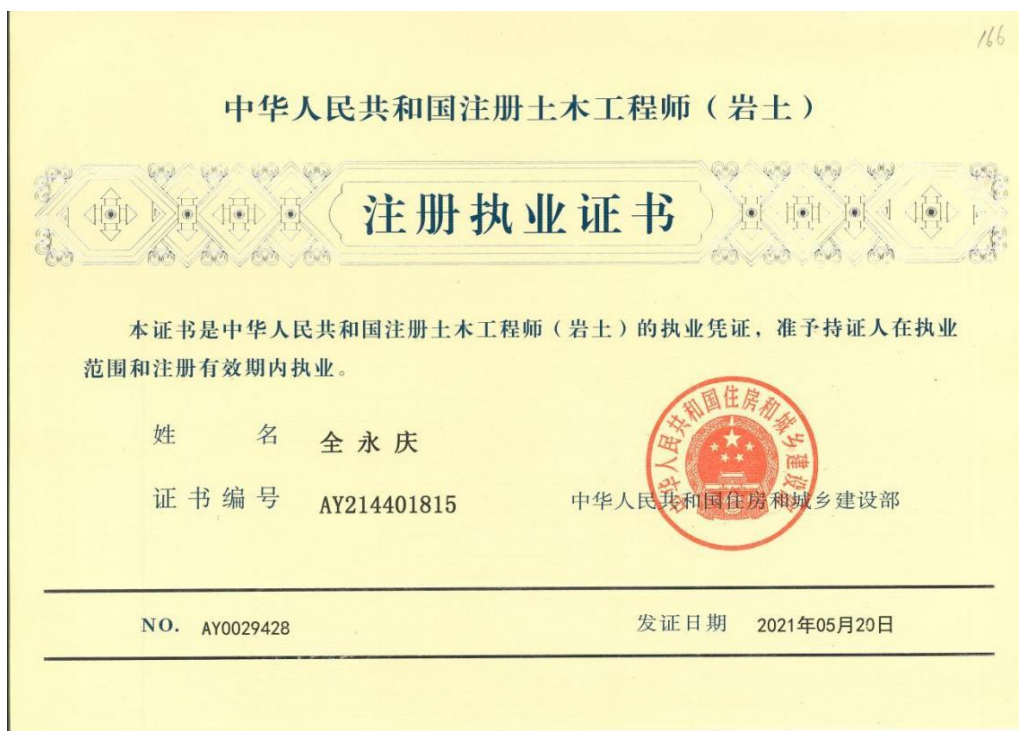 166
中华人民共和国注册土木工程师（岩土）
注册执业证书
本证书是中华人民共和国注册土木工程师（岩土）的执业凭证，准予持证人在执业
范围和注册有效期内执业。
姓 名 全永庆
证书编号 AY214401815
中华人民共和国住房和城乡建设部
中华人民共和国住房和城乡建设部
NO. AY0029428 发证日期 2021年05月20日